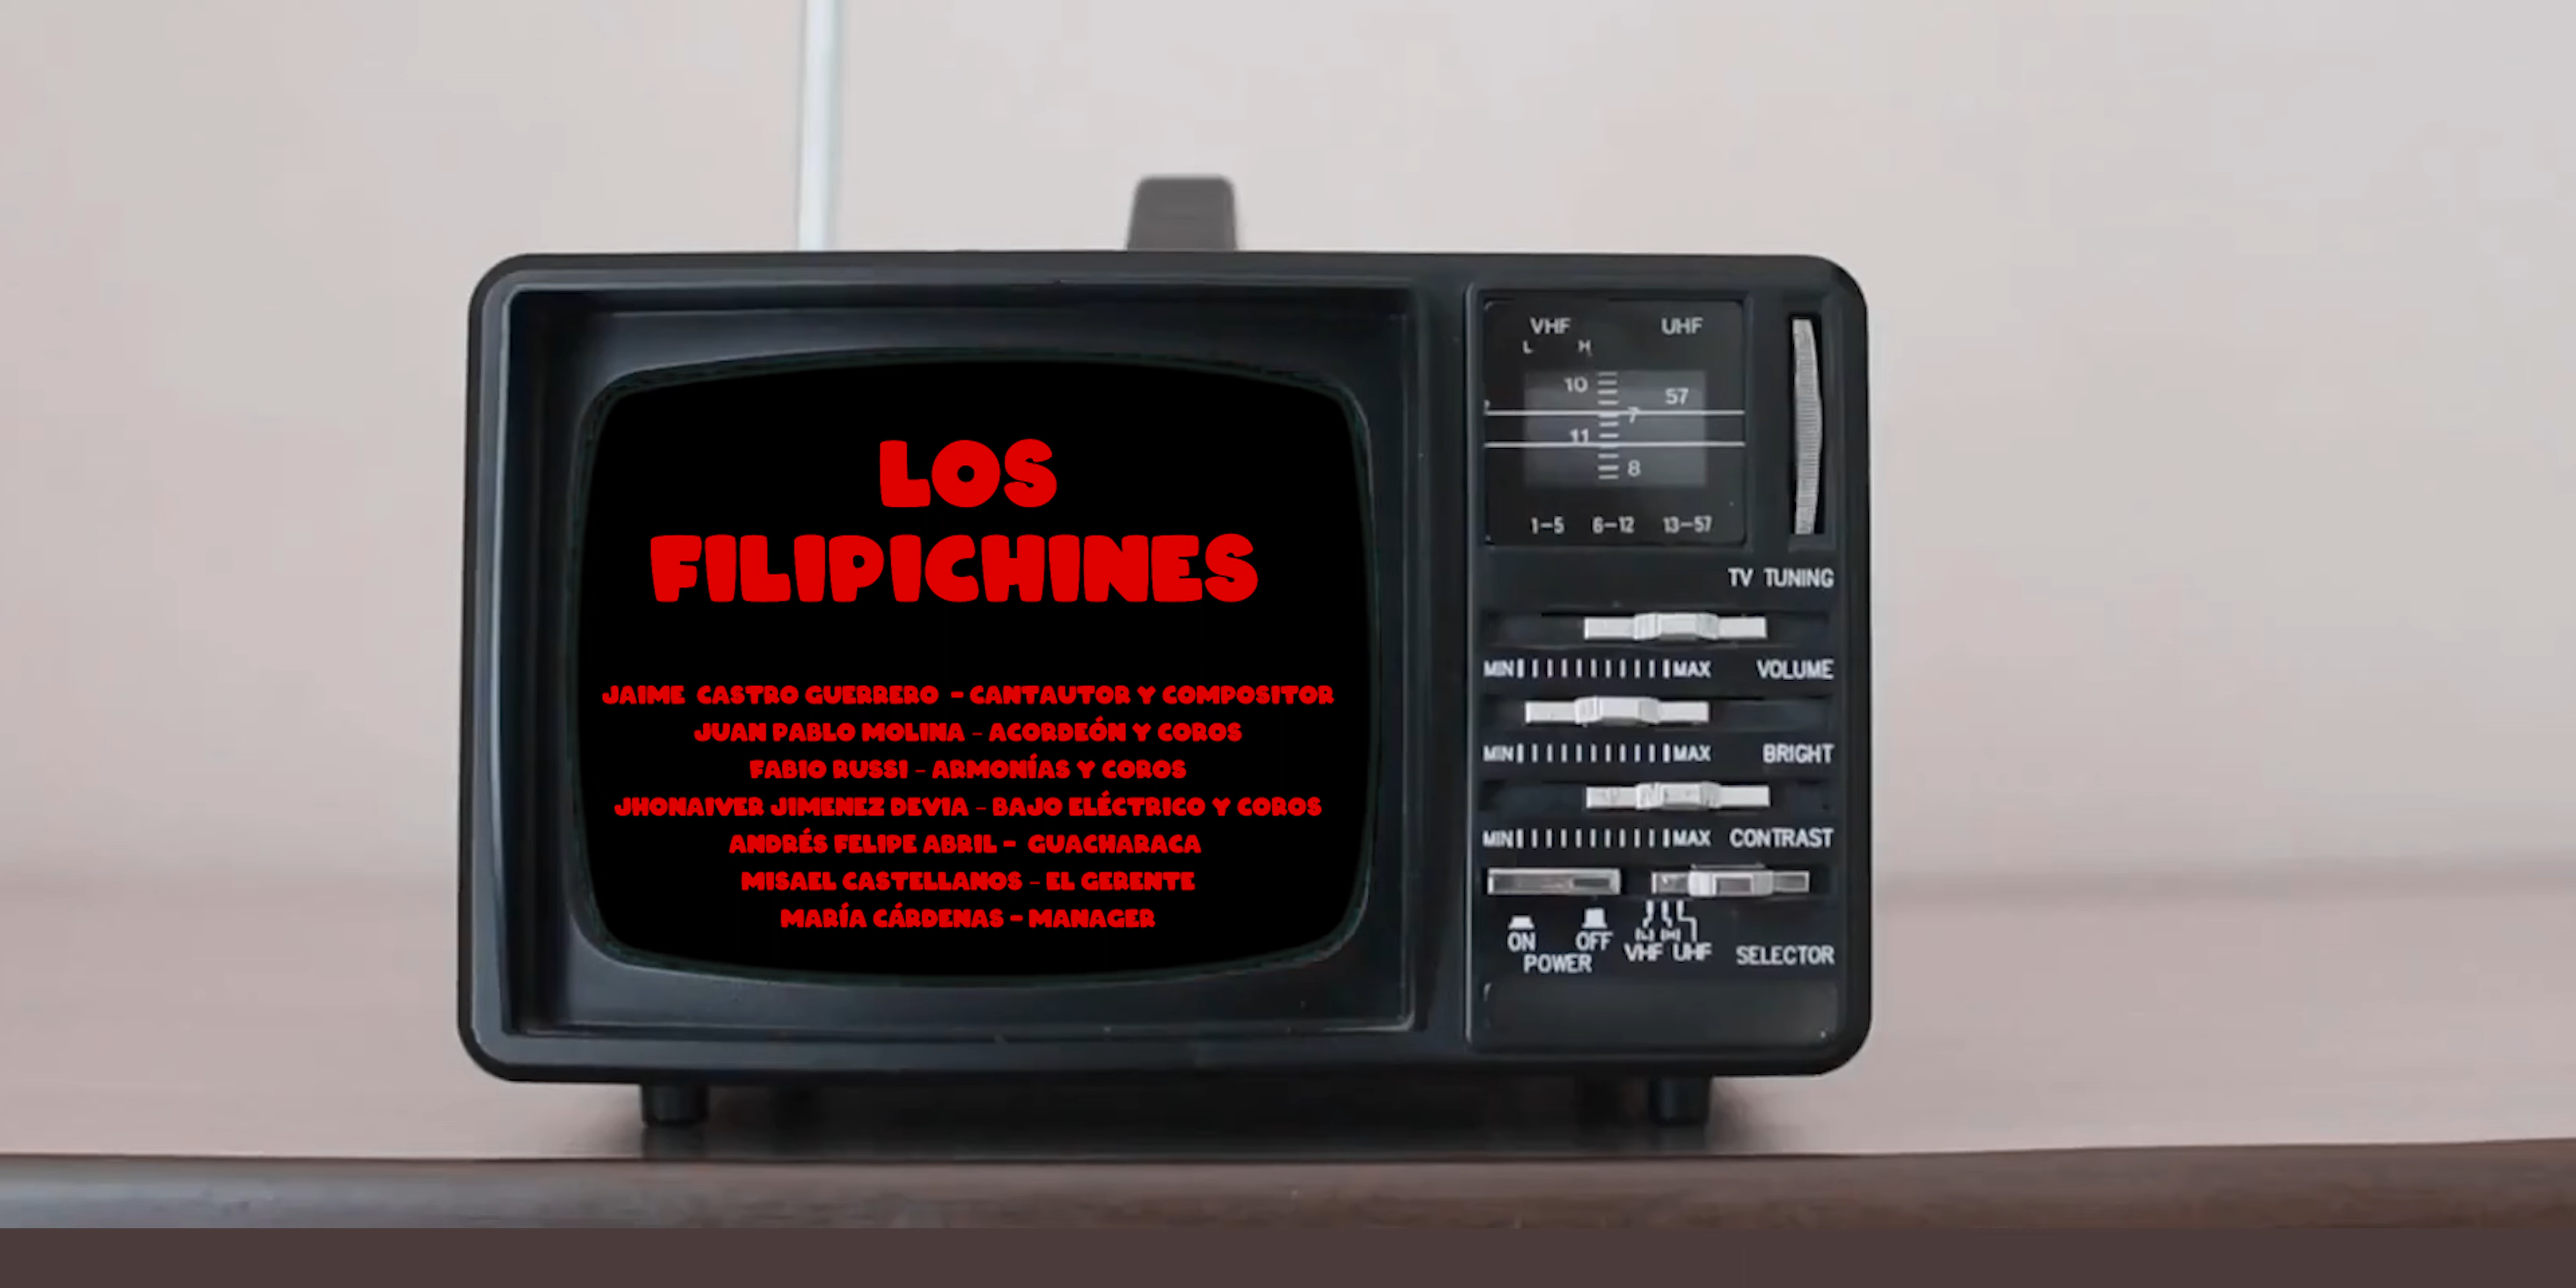 LOS
FILIPICHINES
JAIME CASTRO GUERRERO - CANTAUTOR Y COMPOSITOR
JUAN PABLO MOLINA - ACORDEÓN Y COROS
FABIO RUSSI - ARMONÍAS Y COROS
JHONAIVER JIMENEZ DEVIA - BAJO ELÉCTRICO Y COROS
ANDRÉS FELIPE ABRIL - GUACHARACA
MISAEL CASTELLANOS - EL GERENTE
MARÍA CÁRDENAS - MANAGER
VHF UHF
L H
10 57
7
11
8
1-5 6-12 13-57
TV TUNING
MIN MAX VOLUME
MIN MAX BRIGHT
MIN MAX CONTRAST
ON OFF VHF UHF SELECTOR
POWER